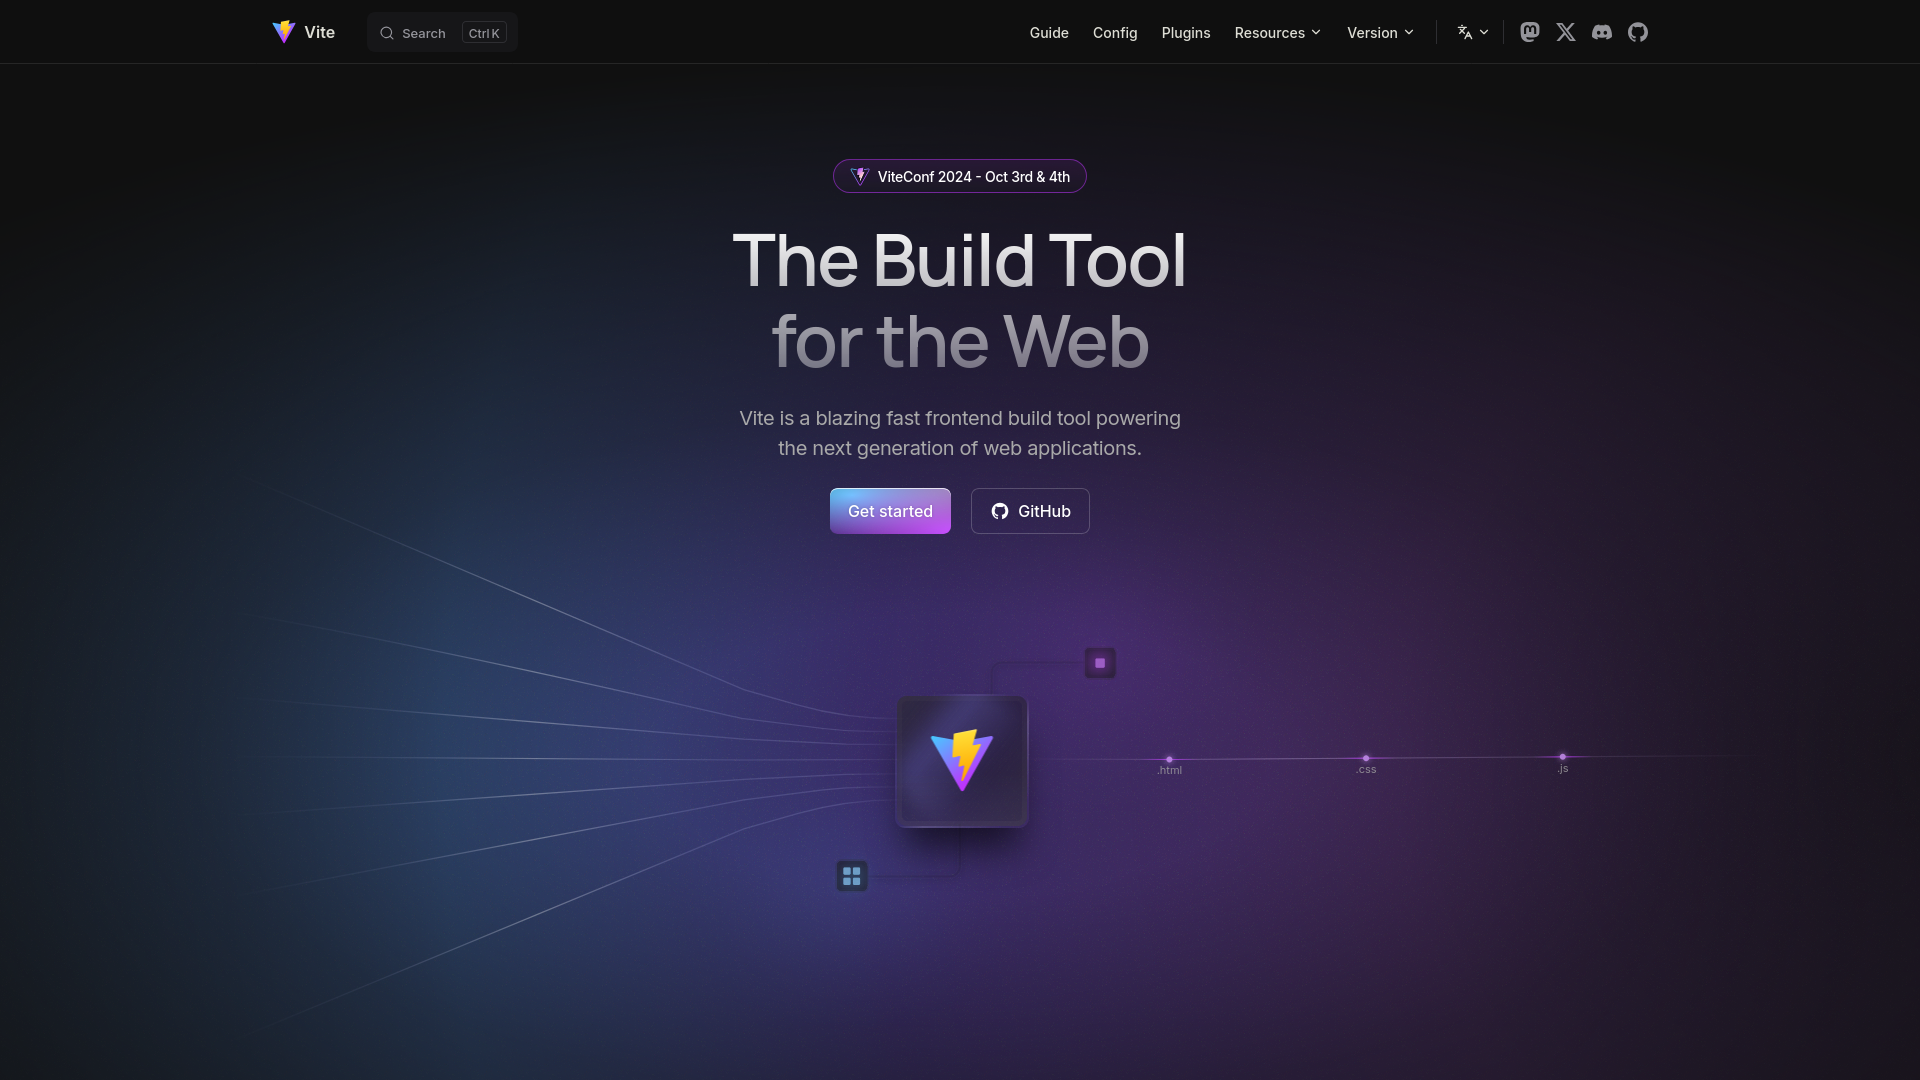 Vite
Search Ctrl K
Guide Config Plugins Resources Version
ViteConf 2024 - Oct 3rd & 4th
The Build Tool
for the Web
Vite is a blazing fast frontend build tool powering
the next generation of web applications.
Get started GitHub
.html .css .js